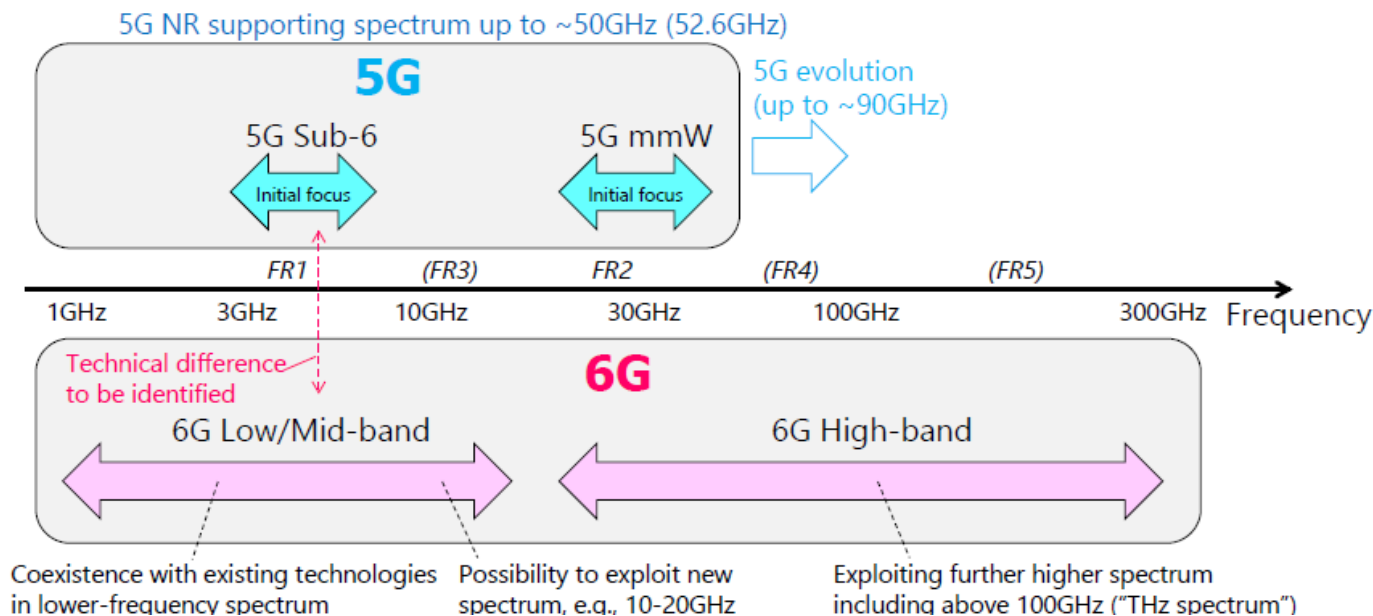 5G NR supporting spectrum up to ~50GHz (52.6GHz)
5G
5G evolution
(up to ~90GHz)
5G Sub-6
5G mmW
Initial focus
Initial focus
FR1
(FR3)
FR2
(FR4)
(FR5)
1GHz
3GHz
10GHz
30GHz
100GHz
300GHz
Frequency
Technical difference
to be identified
6G
6G Low/Mid-band
6G High-band
Coexistence with existing technologies
in lower-frequency spectrum
Possibility to exploit new
spectrum, e.g., 10-20GHz
Exploiting further higher spectrum
including above 100GHz (“THz spectrum”)